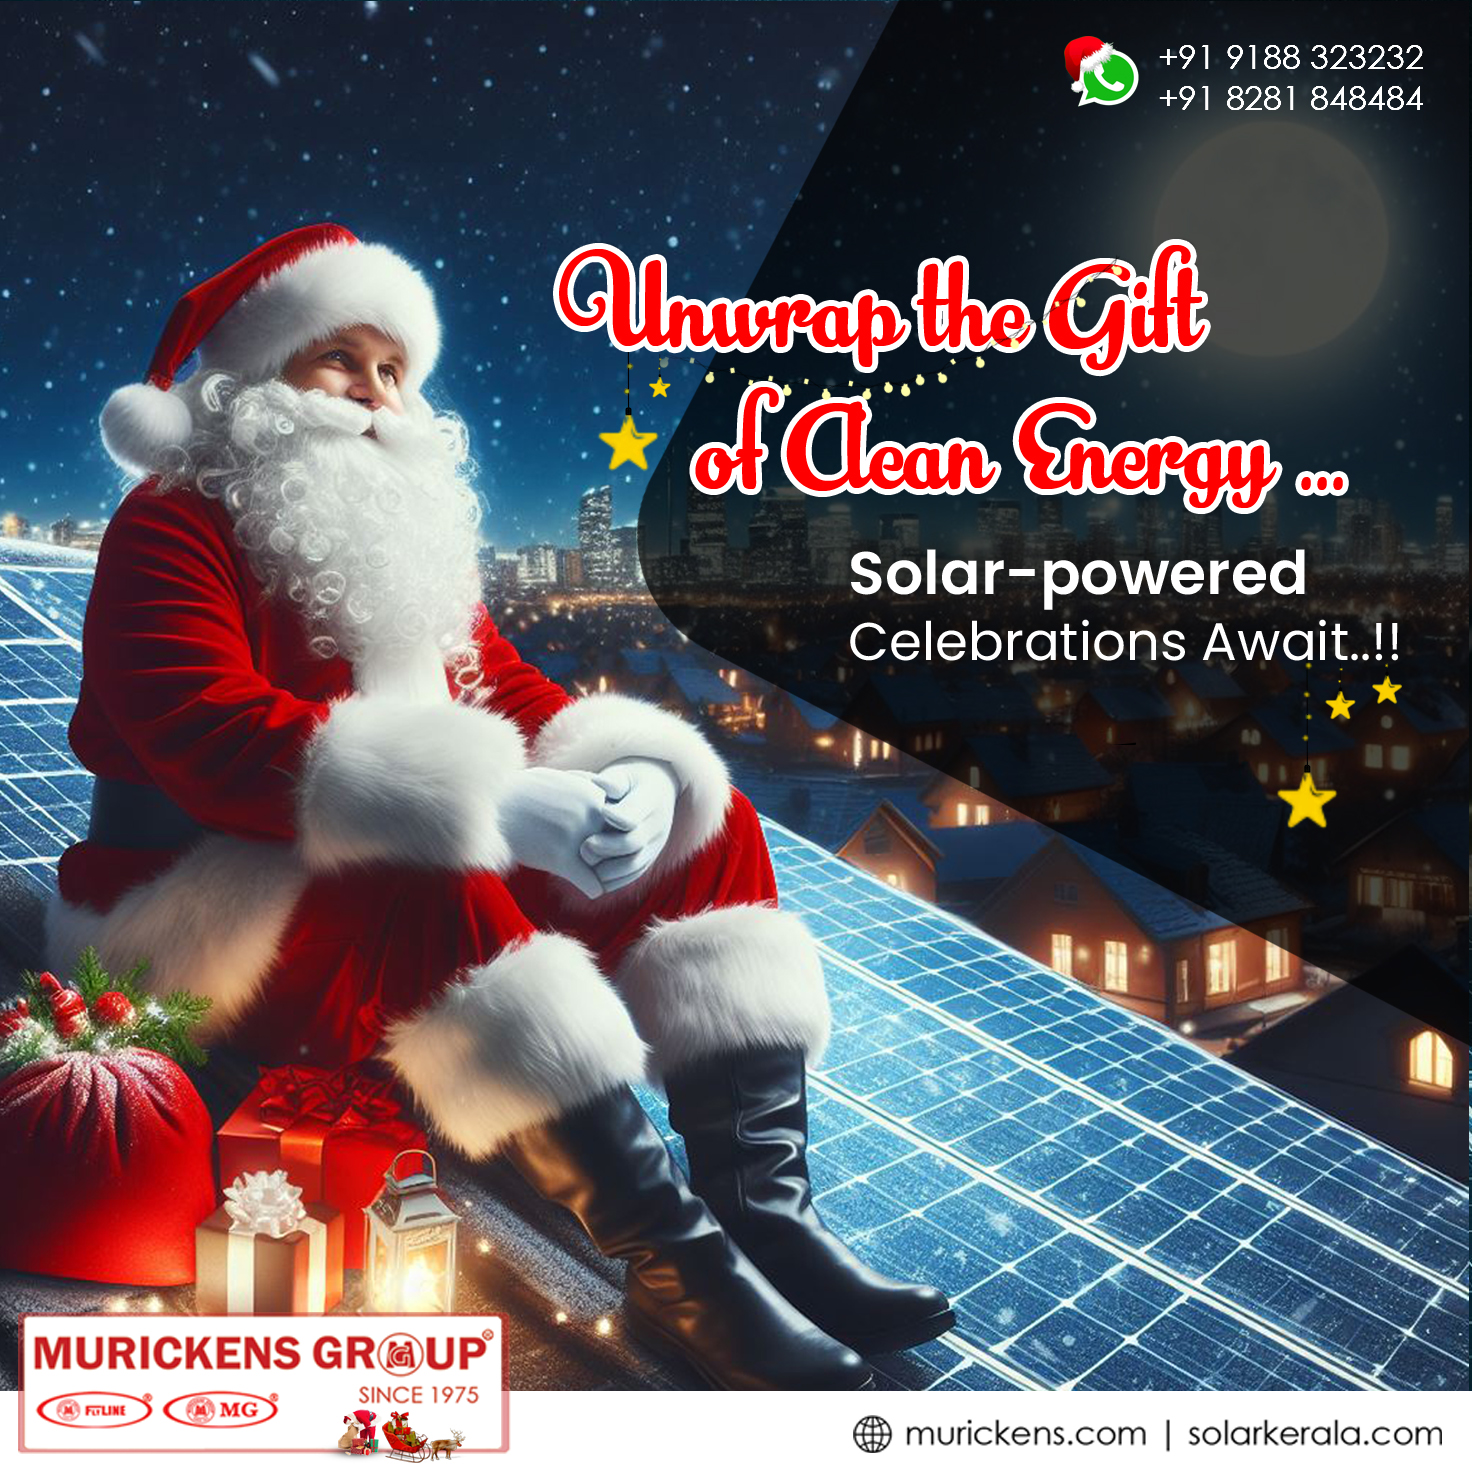 +91 9188 323232
+91 8281 848484
Unwrap the Gift
of Clean Energy ...
Solar-powered
Celebrations Await..!!
MURICKENS GROUP®
SINCE 1975
FITLINE ®
MG ®
murickens.com | solarkerala.com